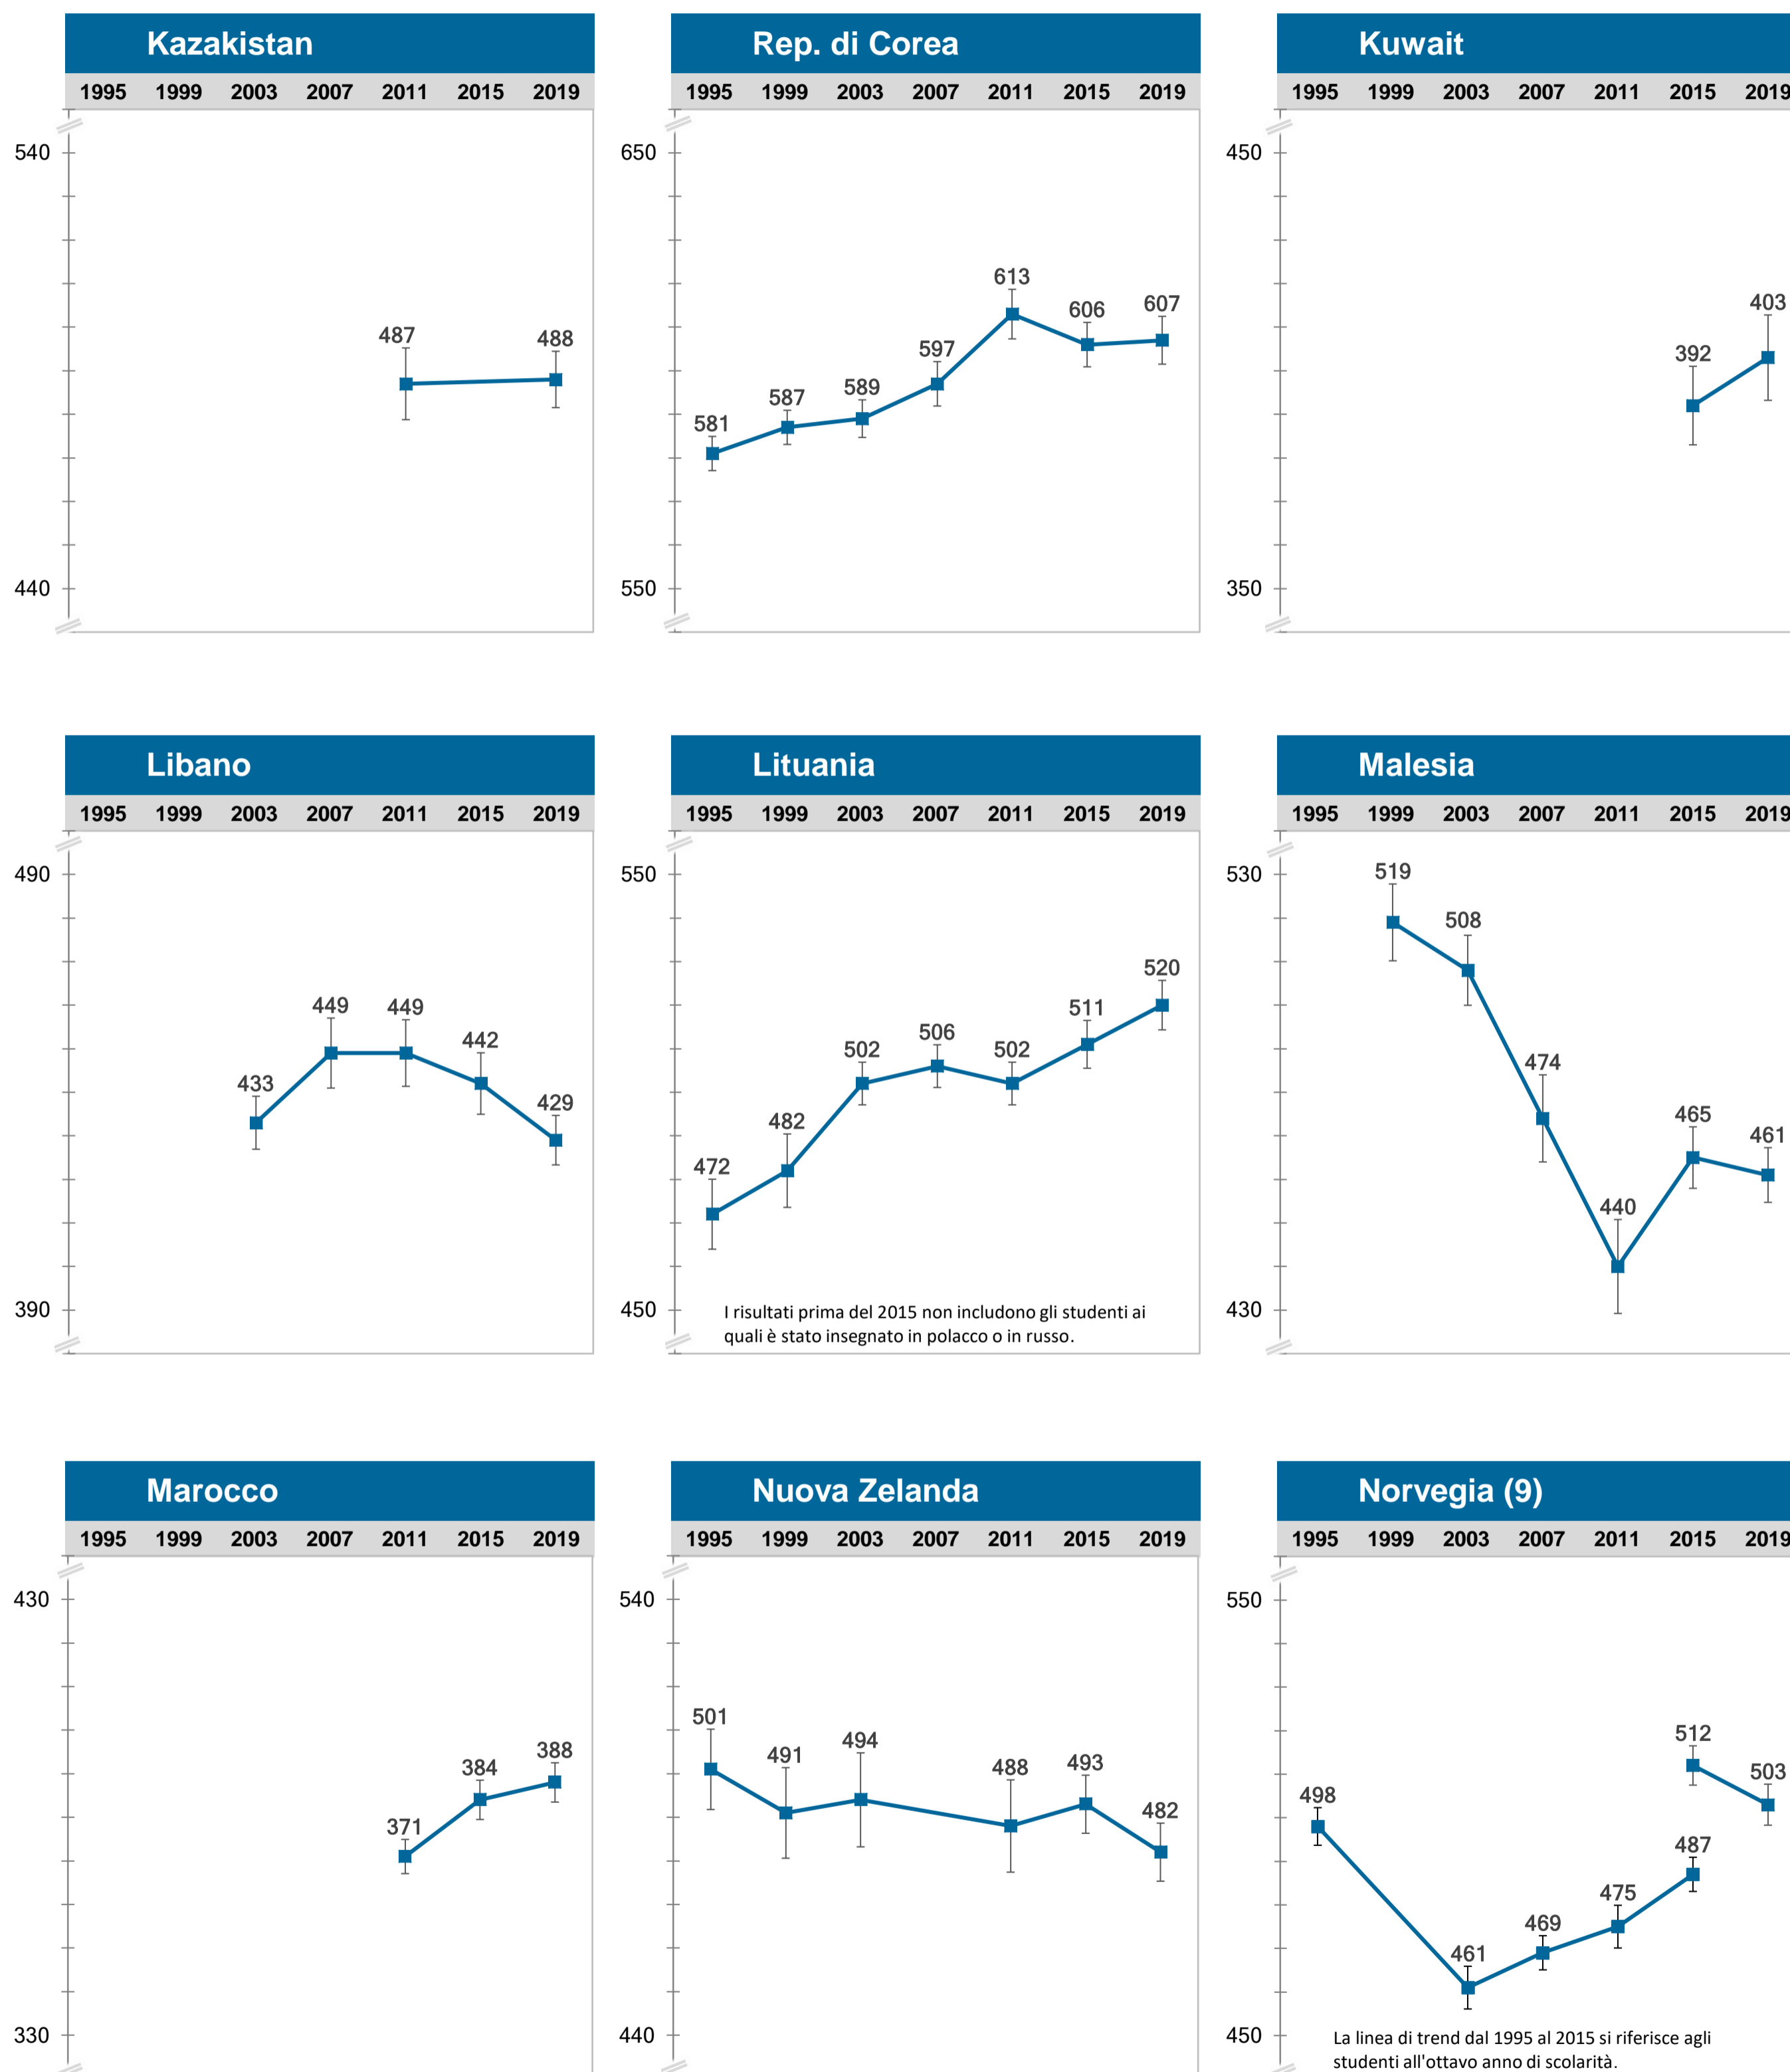 Kazakistan
1995 1999 2003 2007 2011 2015 2019
540
487
488
440
Rep. di Corea
1995 1999 2003 2007 2011 2015 2019
650
581
587
589
597
613
606
607
550
Kuwait
1995 1999 2003 2007 2011 2015 2019
450
392
403
350
Libano
1995 1999 2003 2007 2011 2015 2019
490
433
449
449
442
429
390
Lituania
1995 1999 2003 2007 2011 2015 2019
550
472
482
502
506
502
511
520
450
I risultati prima del 2015 non includono gli studenti ai
quali è stato insegnato in polacco o in russo.
Malesia
1995 1999 2003 2007 2011 2015 2019
530
519
508
474
440
465
461
430
Marocco
1995 1999 2003 2007 2011 2015 2019
430
371
384
388
330
Nuova Zelanda
1995 1999 2003 2007 2011 2015 2019
540
501
491
494
488
493
482
440
Norvegia (9)
1995 1999 2003 2007 2011 2015 2019
550
498
461
469
475
487
512
503
450
La linea di trend dal 1995 al 2015 si riferisce agli
studenti all'ottavo anno di scolarità.